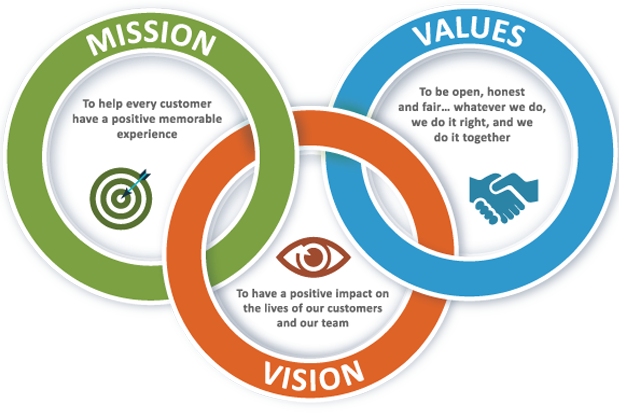 MISSION
To help every customer
have a positive memorable
experience
VALUES
To be open, honest
and fair... whatever we do,
we do it right, and we
do it together
To have a positive impact on
the lives of our customers
and our team
VISION